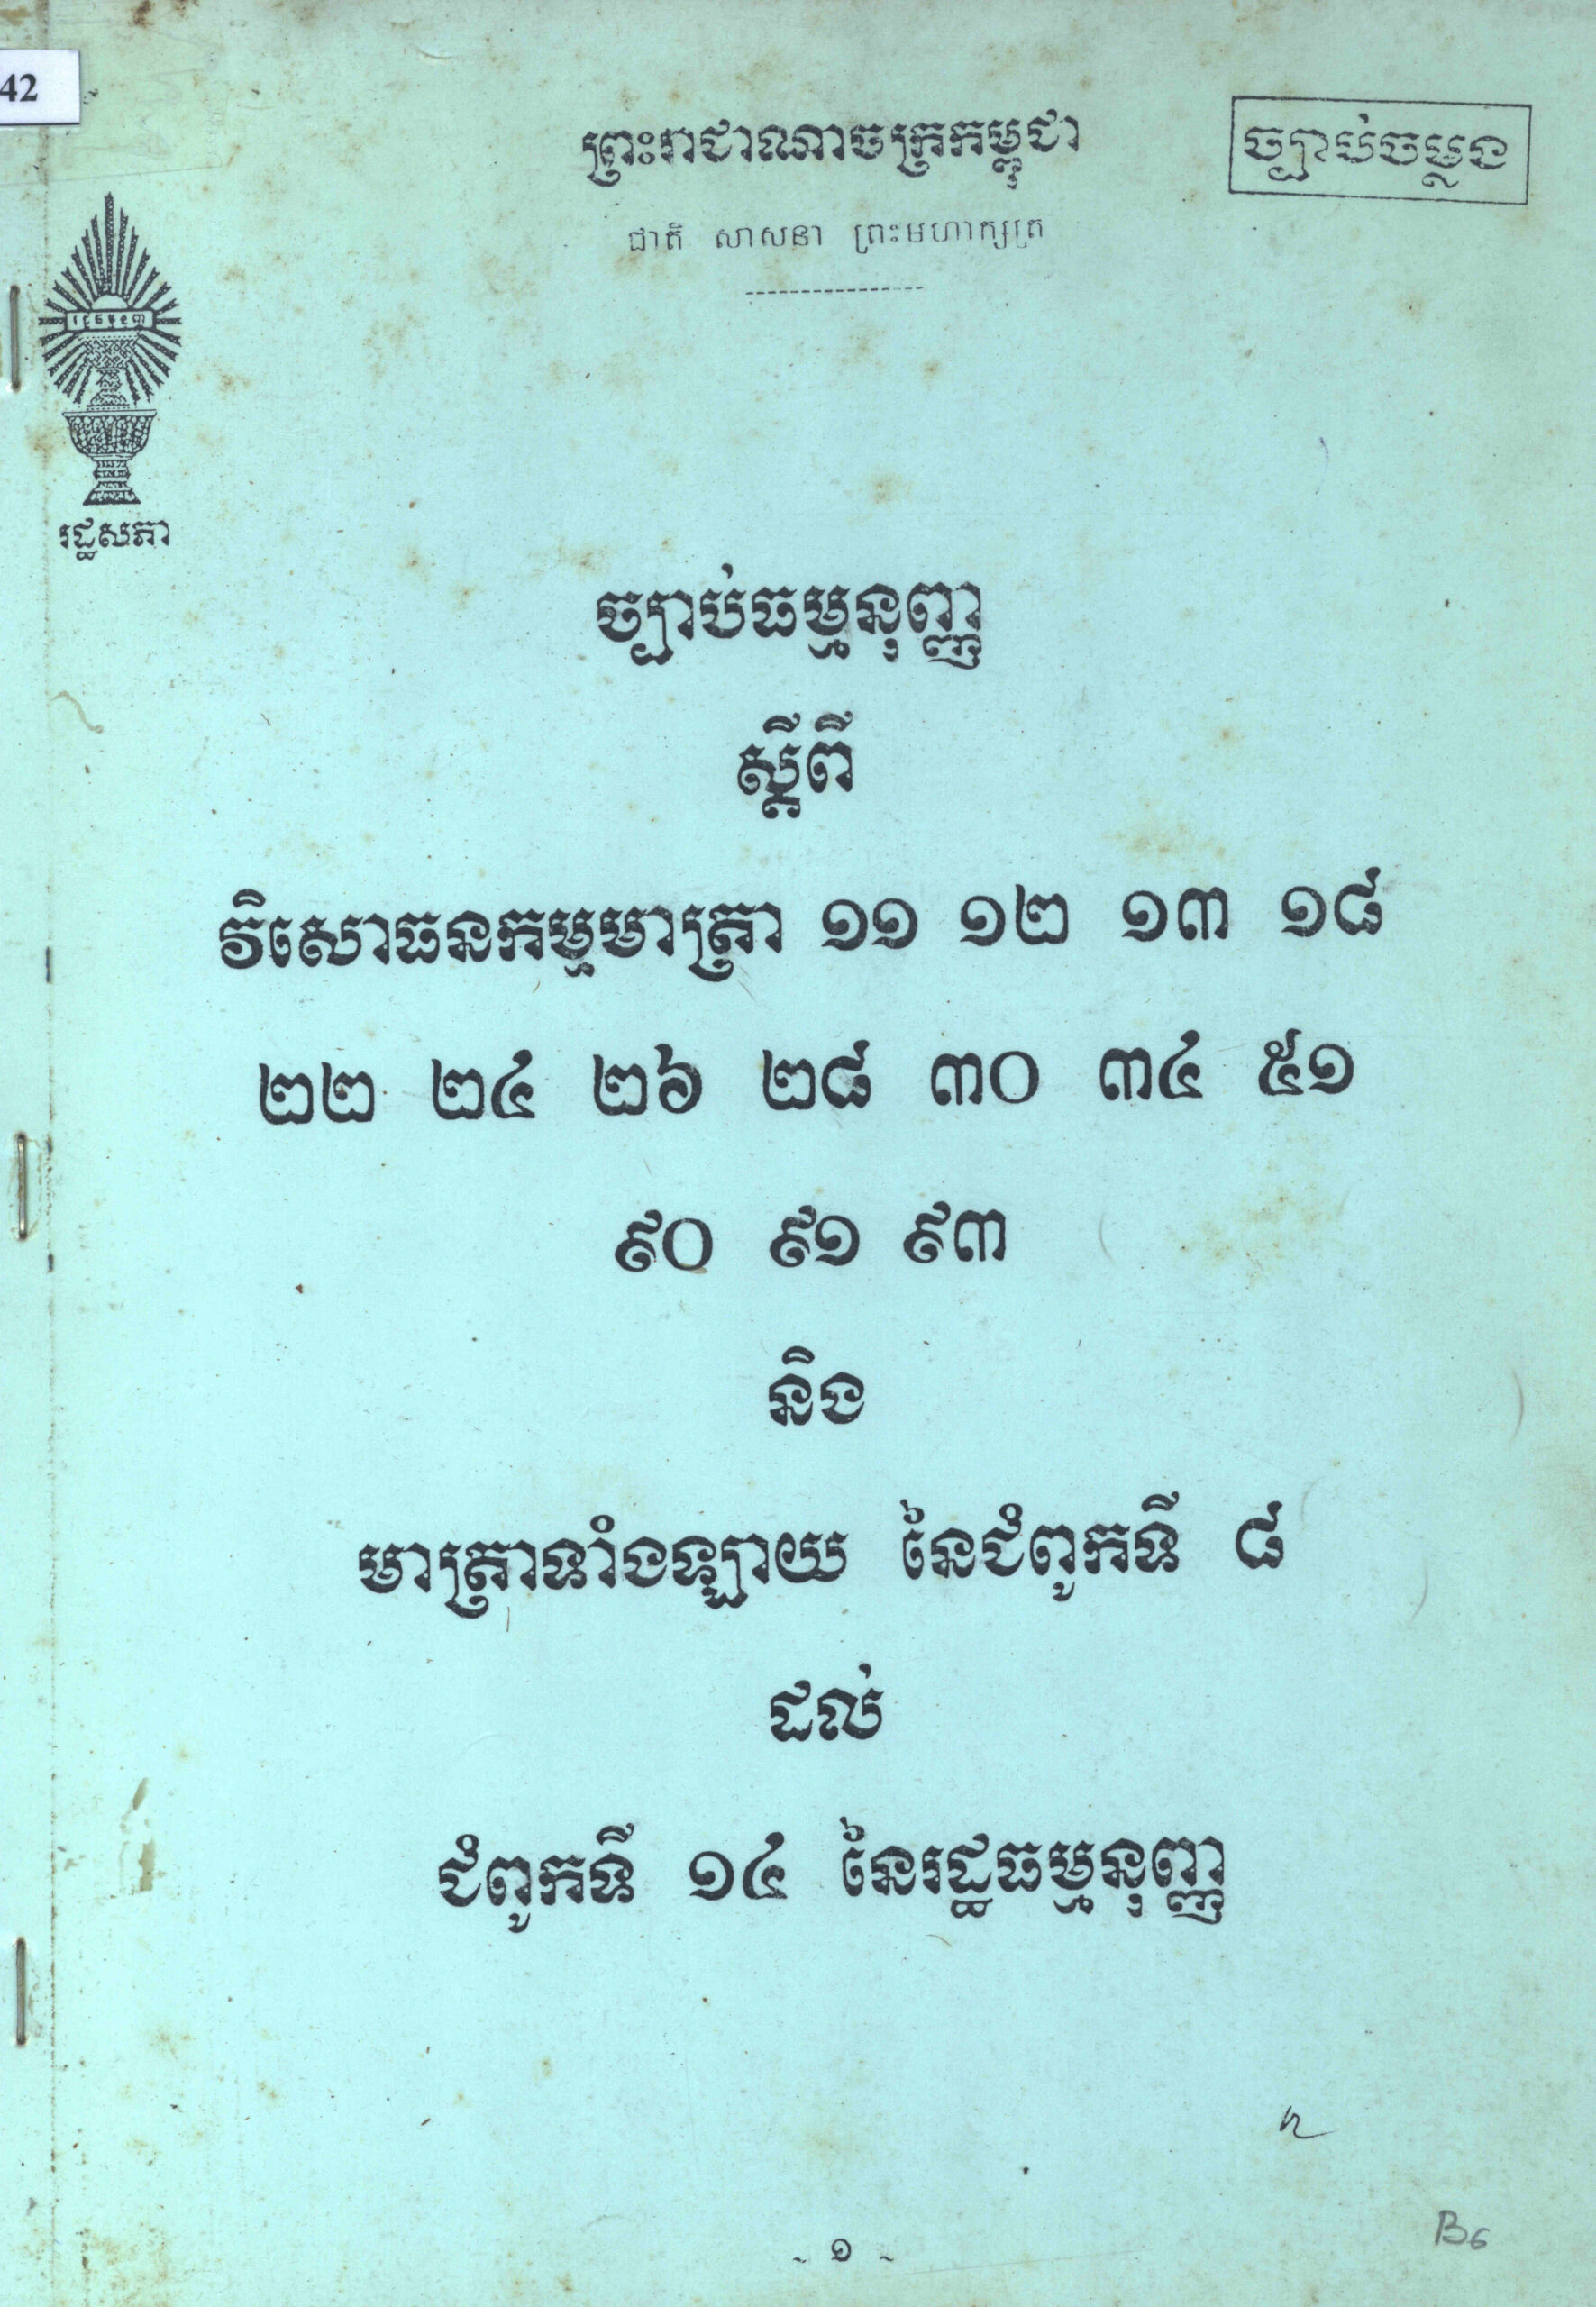 42
ព្រះរាជាណាចក្រកម្ពុជា
ច្បាប់ចម្លង
ជាតិ សាសនា ព្រះមហាក្សត្រ
រដ្ឋសភា
ច្បាប់ធម្មនុញ្ញ
ស្តីពី
វិសោធនកម្មមាត្រា ១១ ១២ ១៣ ១៨
២២ ២៤ ២៦ ២៨ ៣០ ៣៤ ៥១
៩០ ៩១ ៩៣
និង
មាត្រាទាំងឡាយ នៃជំពូកទី ៨
ដល់
ជំពូកទី ១៤ នៃរដ្ឋធម្មនុញ្ញ
- ១ -
B6